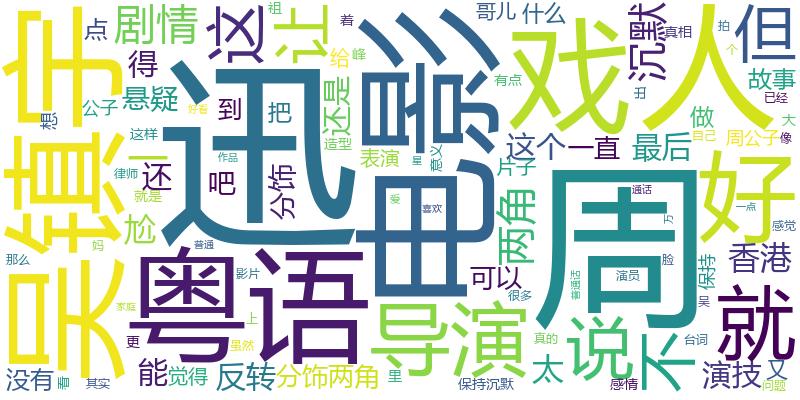 吴镇宇
迅
电影
周
戏
人
粤语
导演
好
就
说
不
但
这
让
剧情
沉默
哥儿
什么
祖
着
给
峰
点
得
公子
悬疑
想
这样
到
把
还是
有点
真相
拍
个
出
已经
故事
做
大
像
自己
周公子
最后
这个
一直
片子
意义
星
表演
造型
好看
作品
分饰
吧
还
一
律师
就是
尬
两角
可以
香港
保持
感觉
一点
通话
万
脸
喜欢
爱
那么
妈
普通
影片
很多
普通话
演员
吴
台词
家庭
上
更
虽然
真的
没有
看
其实
能
觉得
反转
分饰两角
里
保持沉默
太
感情
演技
又
问题